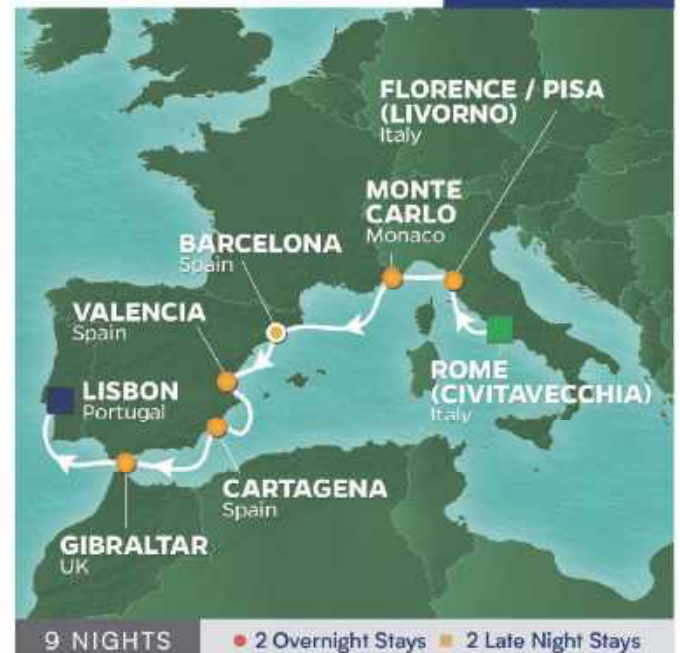 FLORENCE / PISA
(LIVORNO)
Italy
MONTE
CARLO
Monaco
BARCELONA
Spain
VALENCIA
Spain
LISBON
Portugal
ROME
(CIVITAVECCHIA)
Italy
CARTAGENA
Spain
GIBRALTAR
UK
9 NIGHTS
2 Overnight Stays
2 Late Night Stays